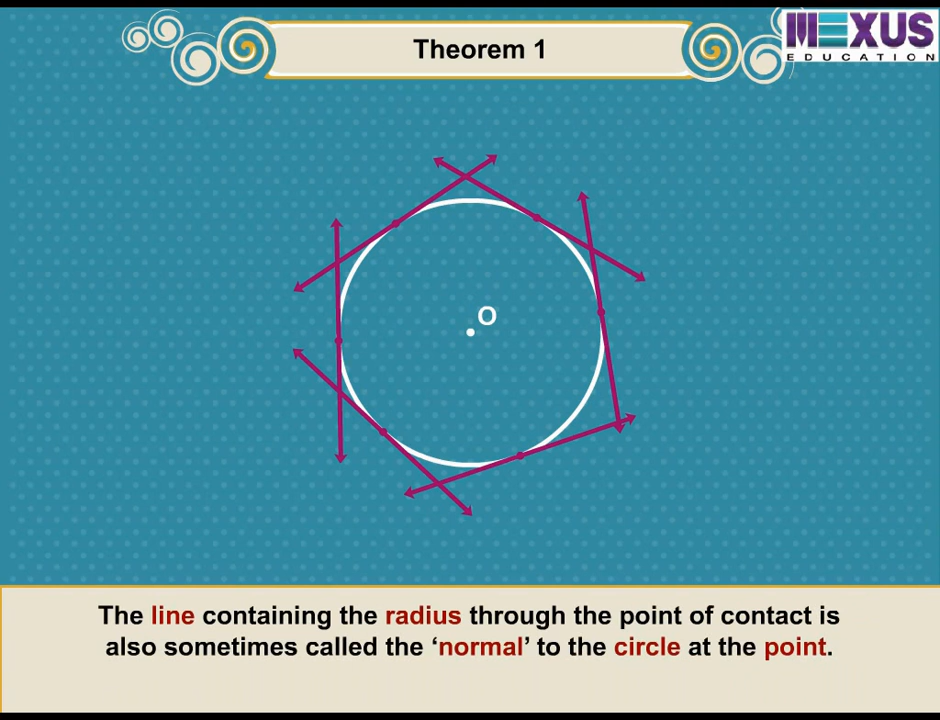 Theorem 1
MEXUS
EDUCATION
O
The line containing the radius through the point of contact is
also sometimes called the ‘normal’ to the circle at the point.